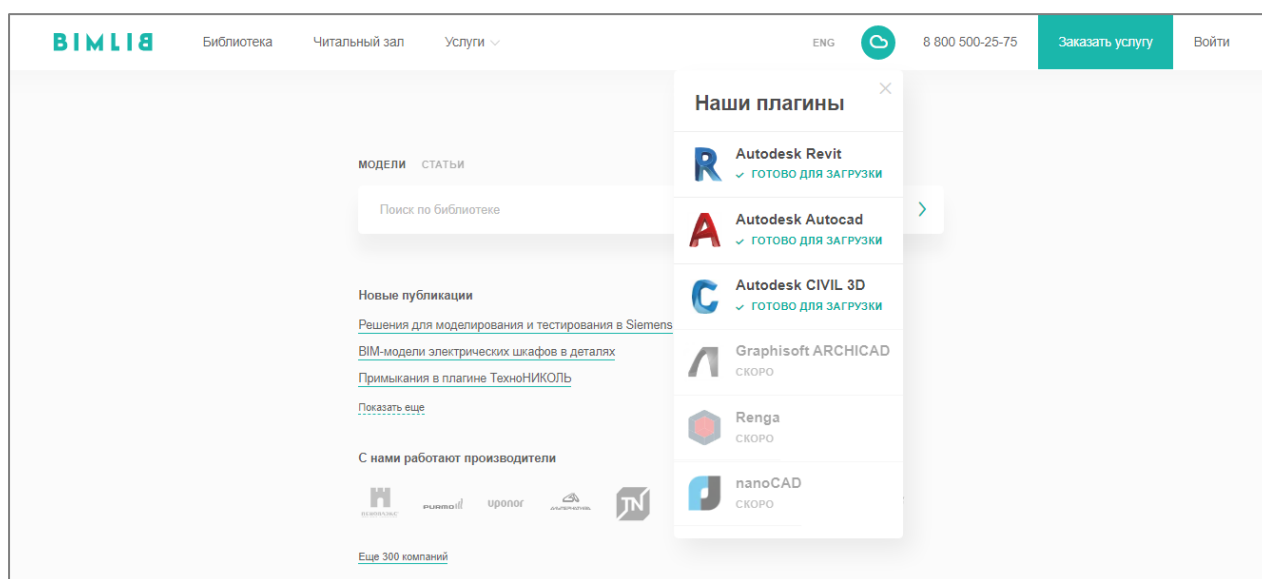 BIMLIB
Библиотека
Читальный зал
Услуги
ENG
8 800 500-25-75
Заказать услугу
Войти
Наши плагины
Autodesk Revit
ГОТОВО ДЛЯ ЗАГРУЗКИ
Autodesk Autocad
ГОТОВО ДЛЯ ЗАГРУЗКИ
Autodesk CIVIL 3D
ГОТОВО ДЛЯ ЗАГРУЗКИ
Graphisoft ARCHICAD
СКОРО
Renga
СКОРО
nanoCAD
СКОРО
МОДЕЛИ СТАТЬИ
Поиск по библиотеке
Новые публикации
Решения для моделирования и тестирования в Siemens
BIM-модели электрических шкафов в деталях
Примыкания в плагине ТехноНИКОЛЬ
Показать еще
С нами работают производители
PURMO
uponor
TN
Еще 300 компаний